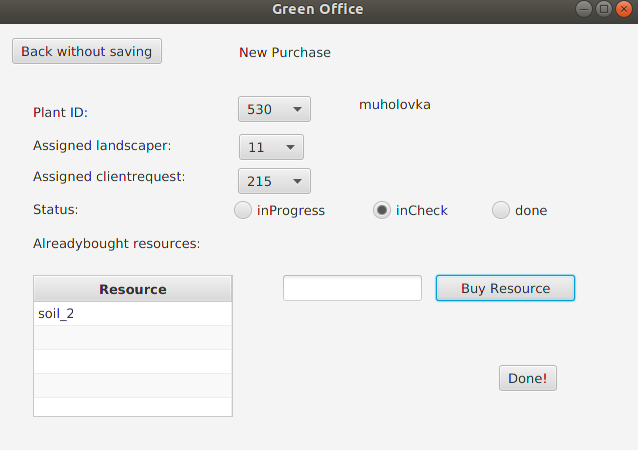 Green Office
Back without saving
New Purchase
Plant ID:
530
muholovka
Assigned landscaper:
11
Assigned clientrequest:
215
Status:
inProgress
inCheck
done
Alreadybought resources:
Resource
Buy Resource
soil_2
Done!